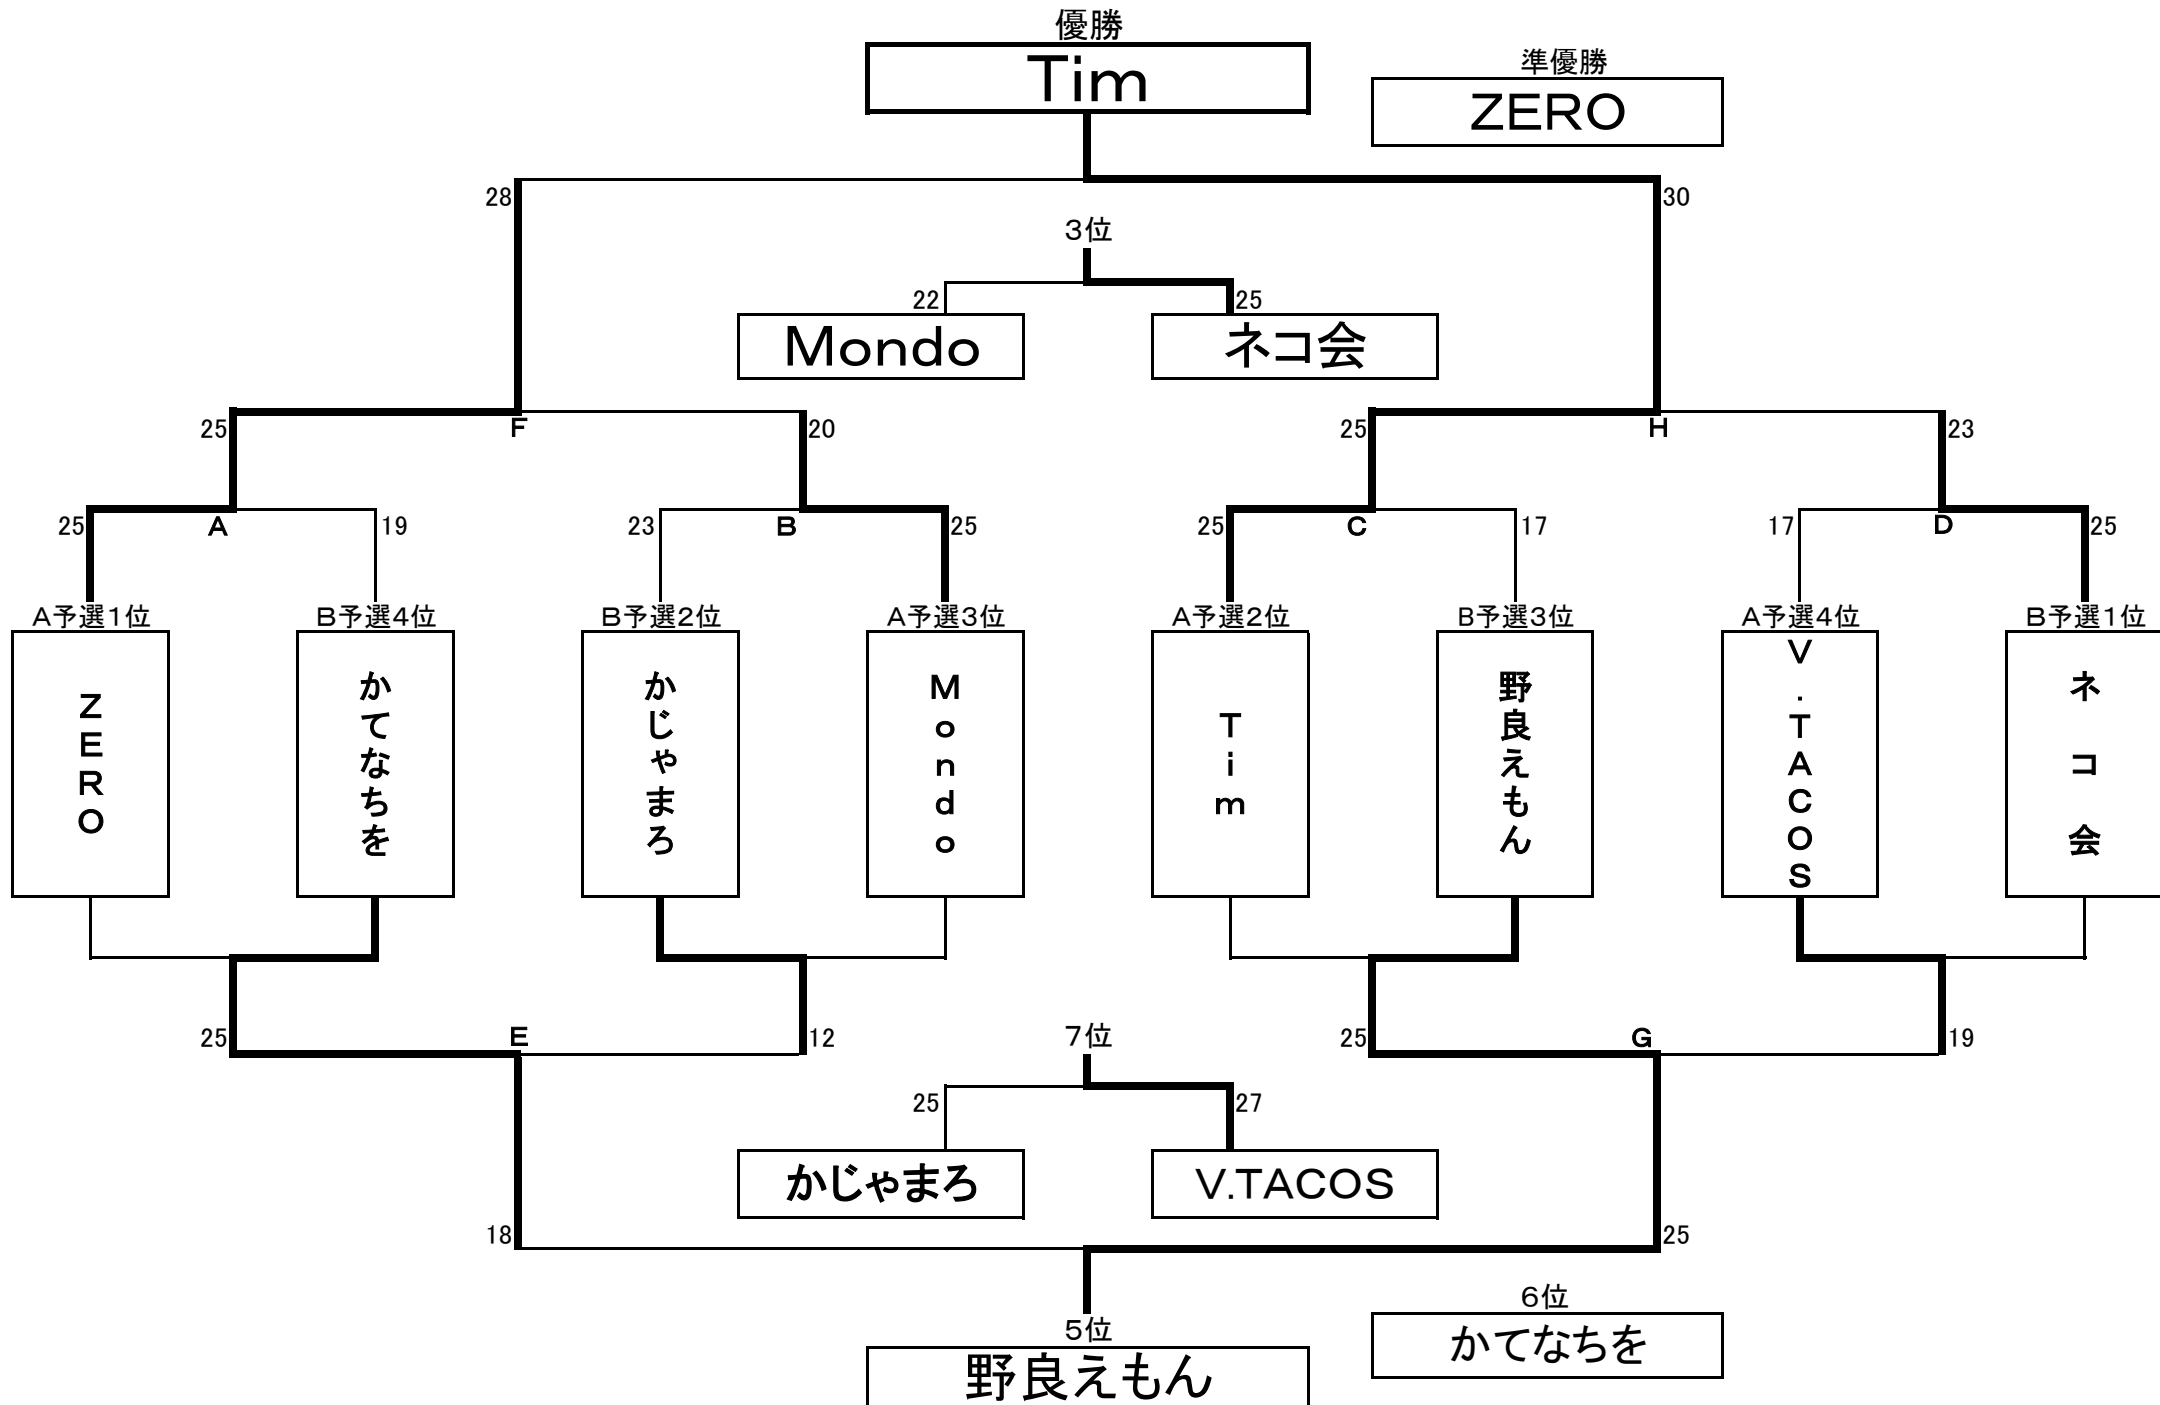 優勝
Tim
準優勝
ZERO
28
30
3位
22
25
Mondo
ネコ会
25
F
20
25
H
23
25
A
19
23
B
25
25
C
17
17
D
25
A予選1位
B予選4位
B予選2位
A予選3位
A予選2位
B予選3位
A予選4位
B予選1位
ZERO
かてなちを
かじゃまろ
Mondo
Tim
野良えもん
V.TACOS
ネコ会
25
E
12
7位
25
G
19
25
27
かじゃまろ
V.TACOS
18
25
5位
野良えもん
6位
かてなちを